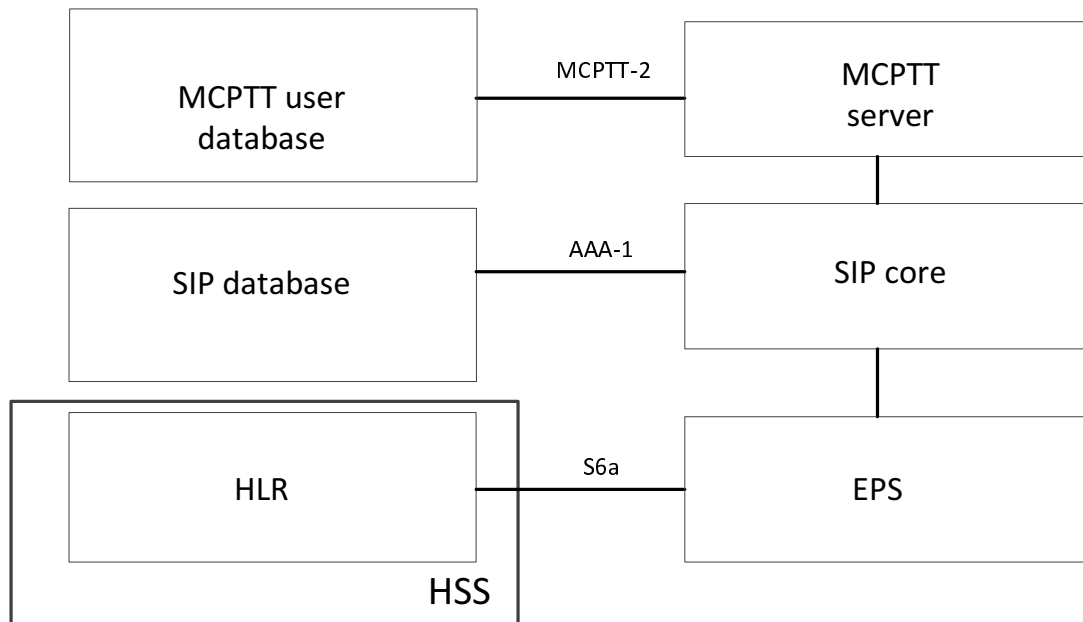 MCPTT user
database
MCPTT-2
MCPTT
server
SIP database
AAA-1
SIP core
HLR
S6a
EPS
HSS